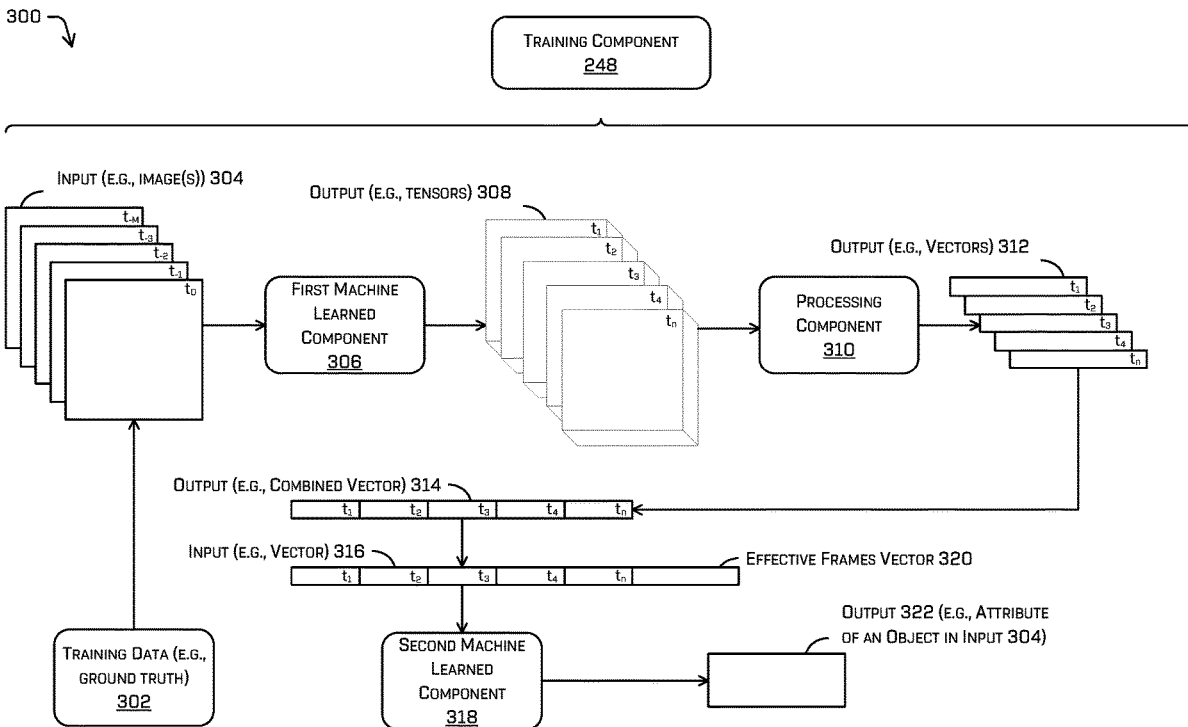 300
TRAINING COMPONENT
248
INPUT (E.G., IMAGE(S)) 304
t-M
t-3
t-2
t-1
t0
FIRST MACHINE
LEARNED
COMPONENT
306
OUTPUT (E.G., TENSORS) 308
t1
t2
t3
t4
tn
PROCESSING
COMPONENT
310
OUTPUT (E.G., VECTORS) 312
t1
t2
t3
t4
tn
OUTPUT (E.G., COMBINED VECTOR) 314
t1 t2 t3 t4 tn
INPUT (E.G., VECTOR) 316
EFFECTIVE FRAMES VECTOR 320
t1 t2 t3 t4 tn
TRAINING DATA (E.G.,
GROUND TRUTH)
302
SECOND MACHINE
LEARNED
COMPONENT
318
OUTPUT 322 (E.G., ATTRIBUTE
OF AN OBJECT IN INPUT 304)